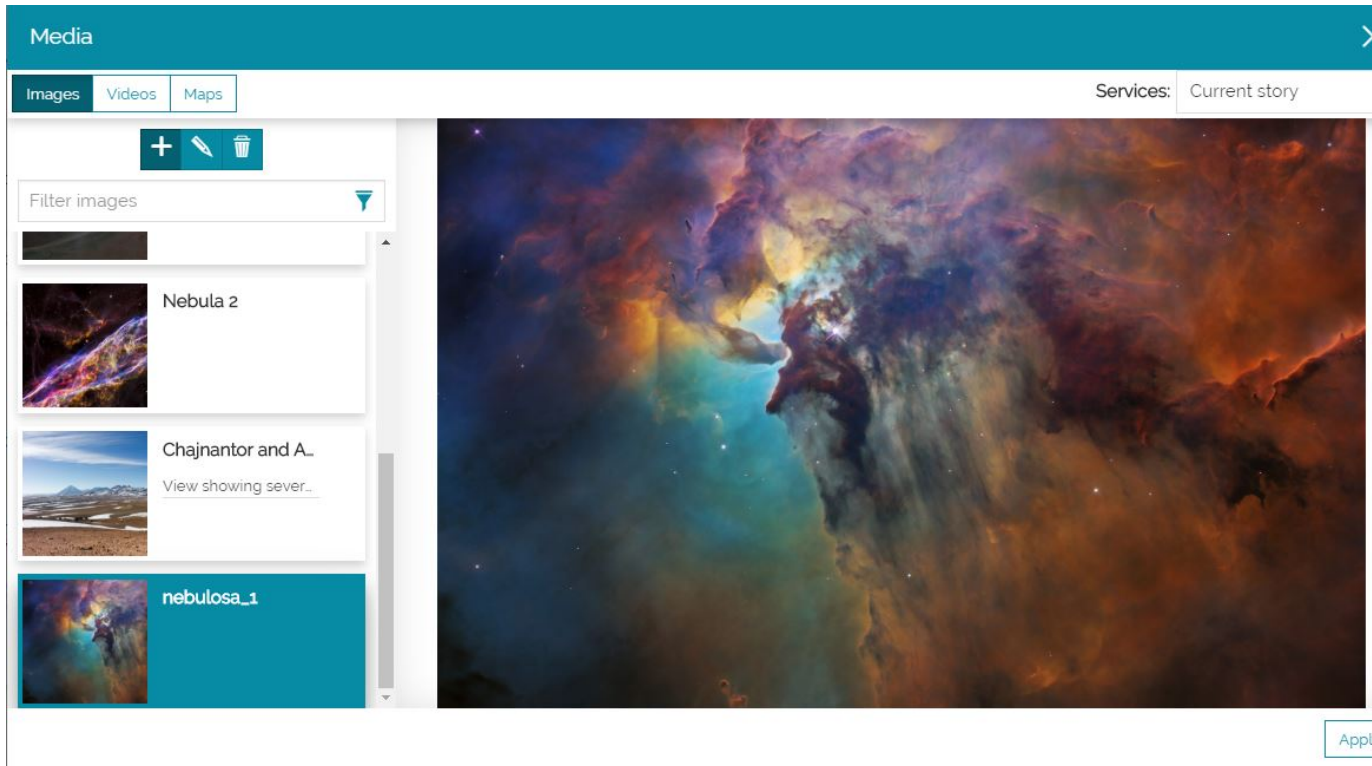 Media
Images Videos Maps Services: Current story
Filter images
Nebula 2
Chajnantor and A...
View showing sever...
nebulosa_1
Appl